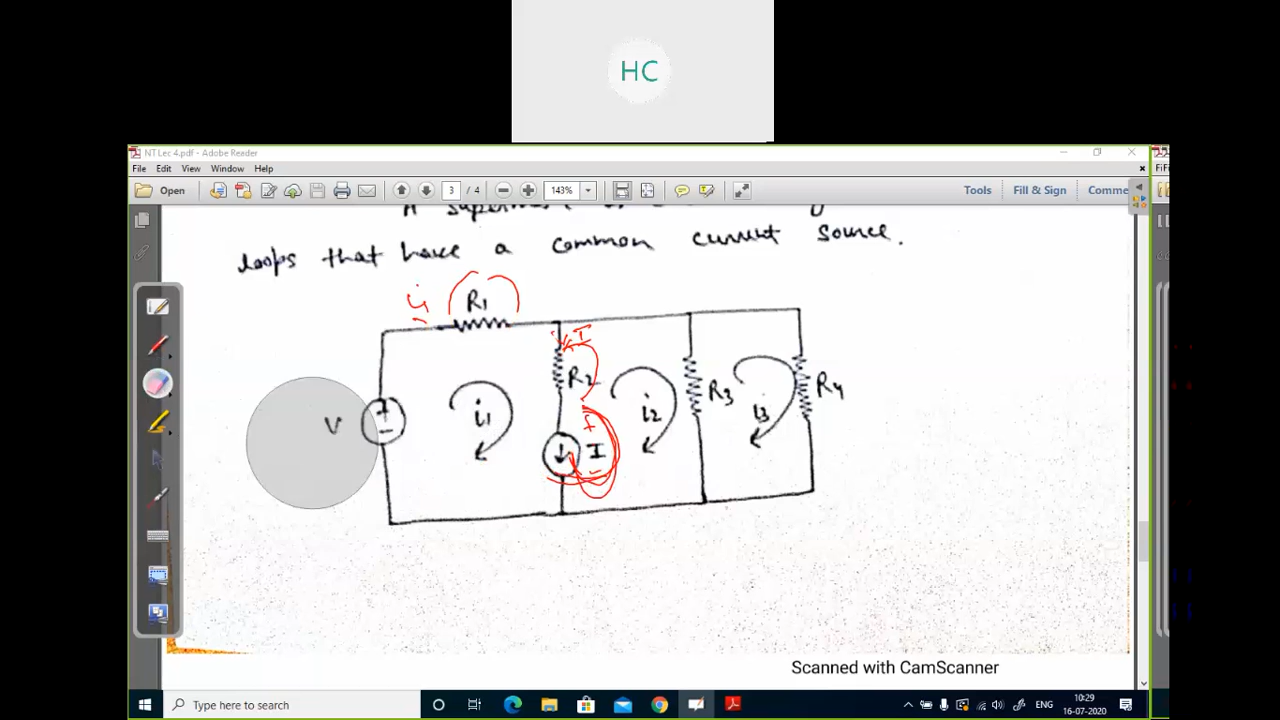 HC
NT Lec 4.pdf - Adobe Reader
File Edit View Window Help
Open 3 / 4 143% Tools Fill & Sign Comme
A
loops that have a common current source.
i1 R1
I
R2
V + - i1 + I - i2 R3 i3 R4
Scanned with CamScanner
Type here to search
ENG 10:29
16-07-2020